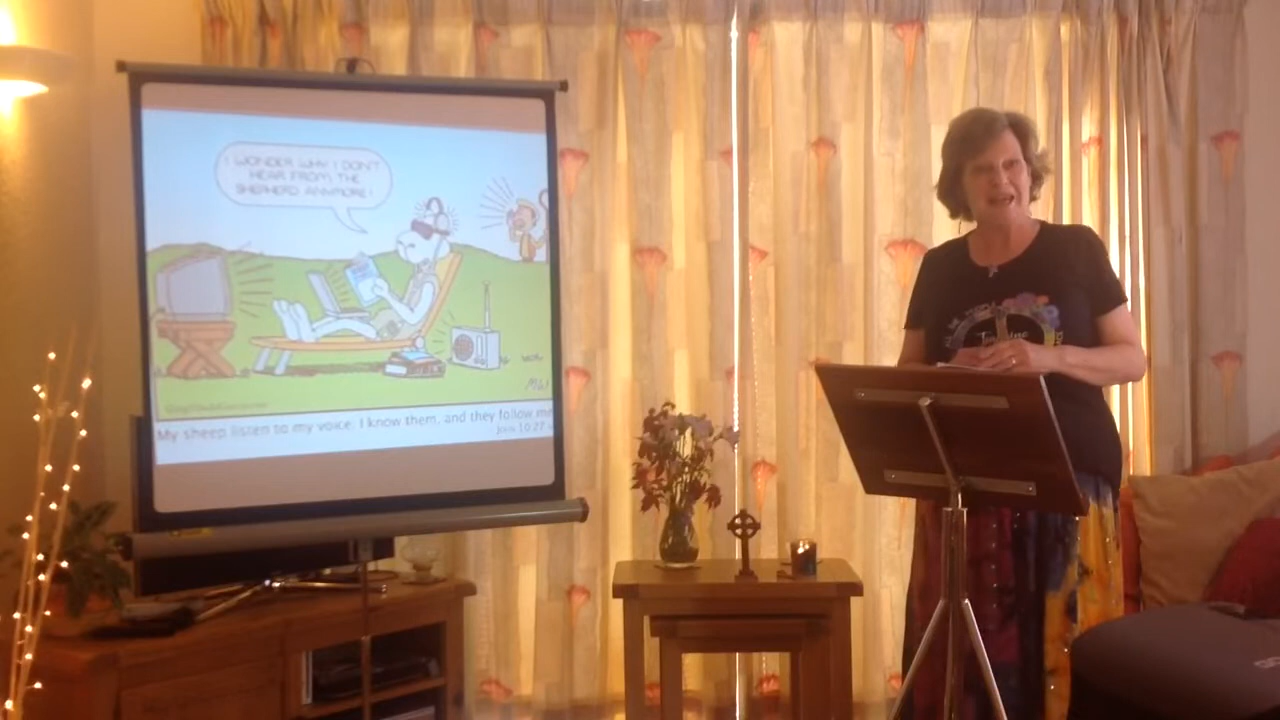 I WONDER WHY I DON'T
HEAR FROM THE
SHEPHERD ANYMORE!
My sheep listen to my voice; I know them, and they follow me
John 10:27